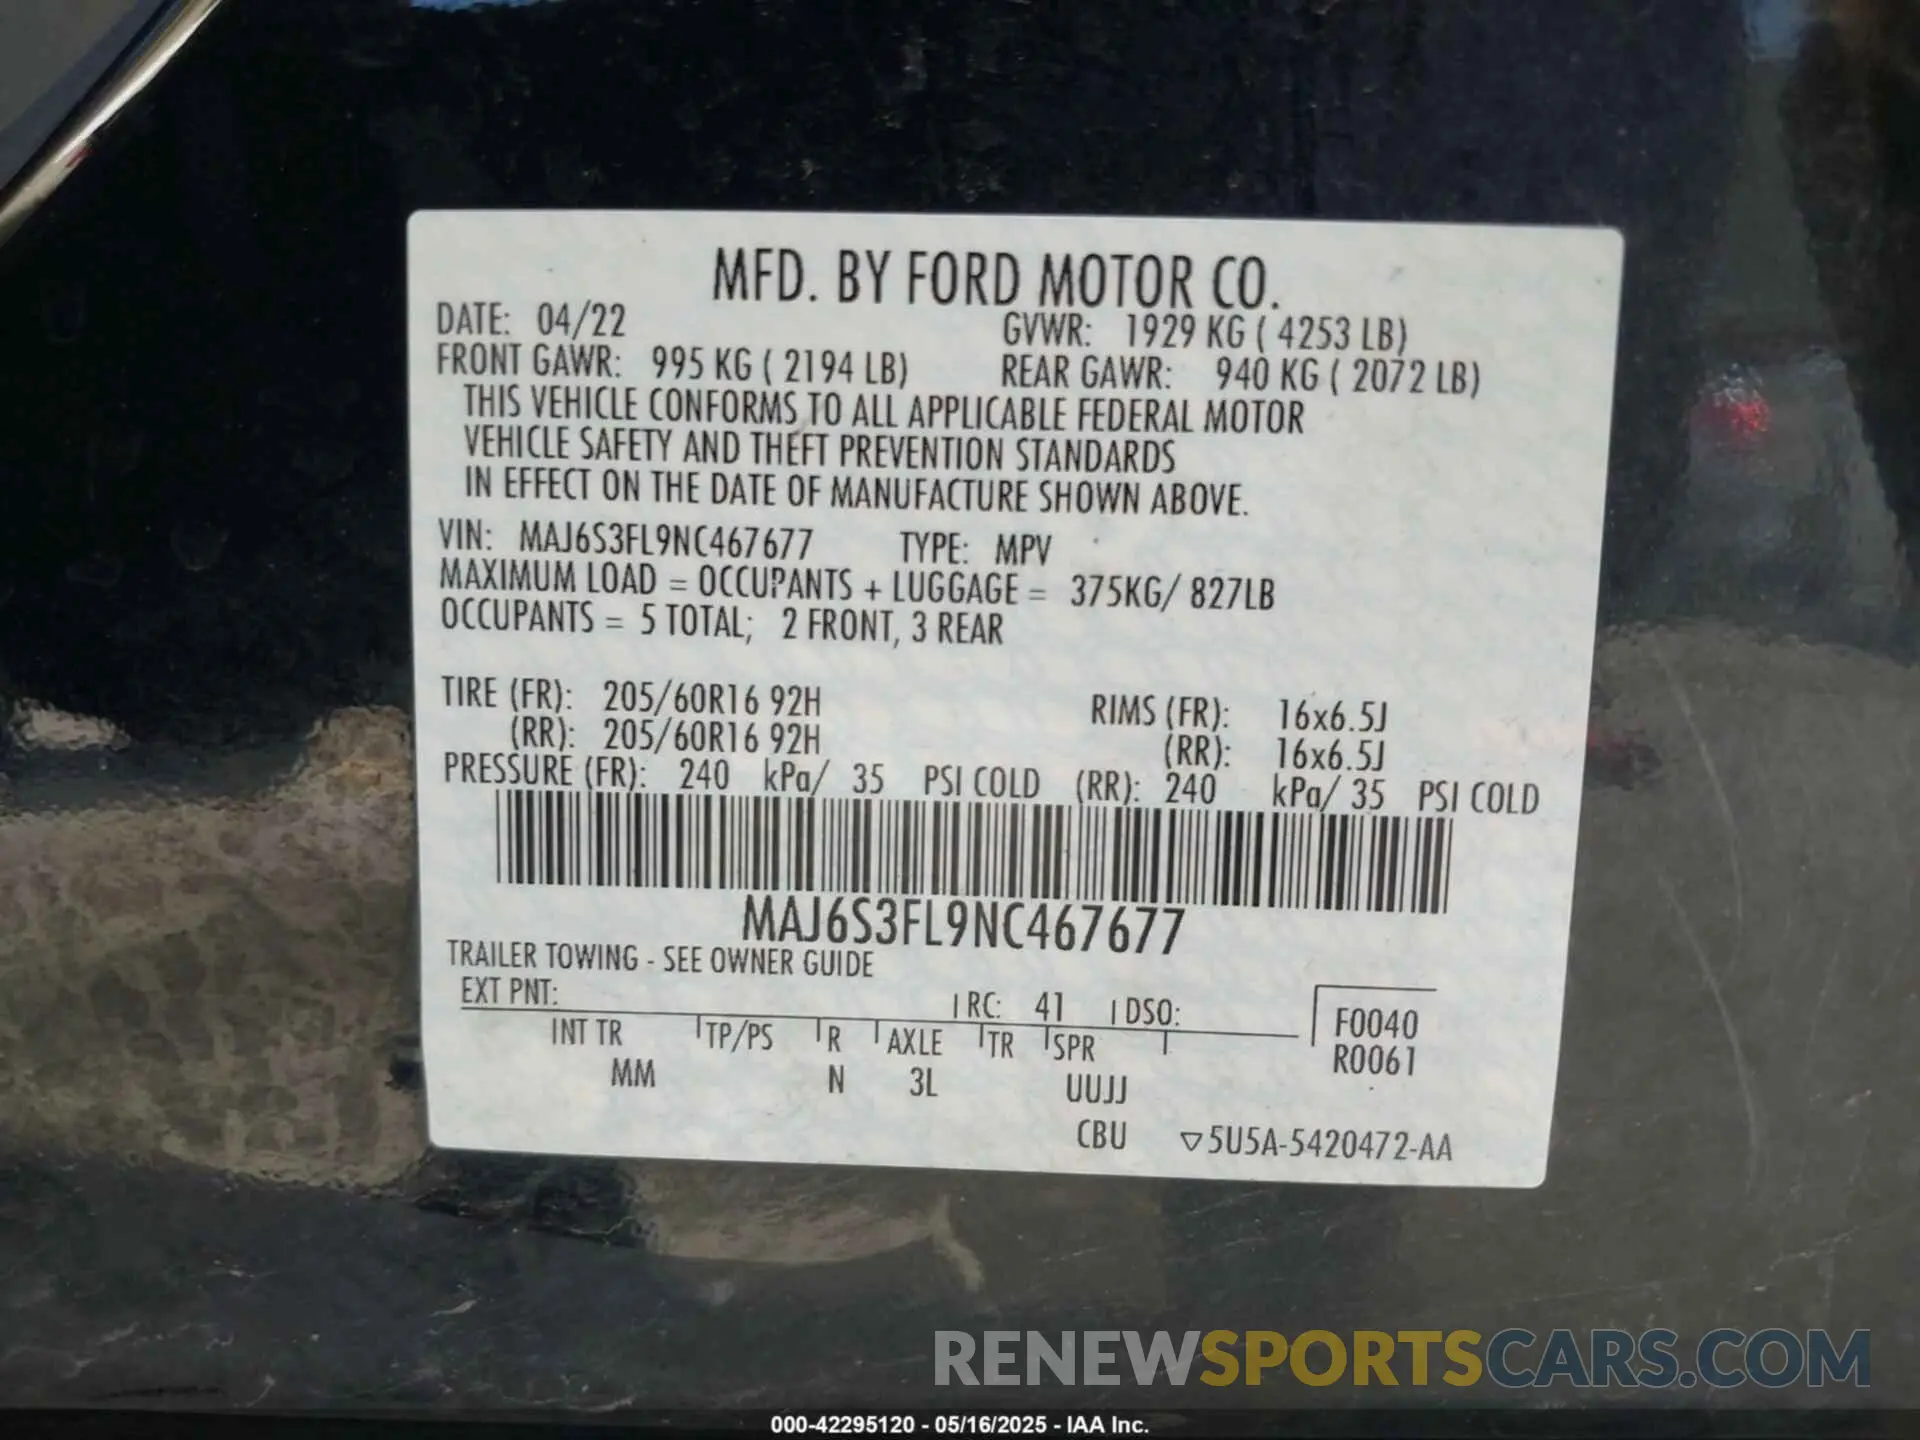 MFD. BY FORD MOTOR CO.
DATE: 04/22 GVWR: 1929 KG ( 4253 LB)
FRONT GAWR: 995 KG ( 2194 LB) REAR GAWR: 940 KG ( 2072 LB)
THIS VEHICLE CONFORMS TO ALL APPLICABLE FEDERAL MOTOR
VEHICLE SAFETY AND THEFT PREVENTION STANDARDS
IN EFFECT ON THE DATE OF MANUFACTURE SHOWN ABOVE.
VIN: MAJ6S3FL9NC467677 TYPE: MPV
MAXIMUM LOAD = OCCUPANTS + LUGGAGE = 375KG/ 827LB
OCCUPANTS = 5 TOTAL; 2 FRONT, 3 REAR
TIRE (FR): 205/60R16 92H RIMS (FR): 16x6.5J
(RR): 205/60R16 92H (RR): 16x6.5J
PRESSURE (FR): 240 kPa/ 35 PSI COLD (RR): 240 kPa/ 35 PSI COLD
MAJ6S3FL9NC467677
TRAILER TOWING - SEE OWNER GUIDE
EXT PNT: RC: 41 DSO: F0040
INT TR TP/PS R AXLE TR SPR R0061
MM N 3L UUJJ
CBU ▽5U5A-5420472-AA
RENEWSPORTSCARS.COM
000-42295120 - 05/16/2025 - IAA Inc.